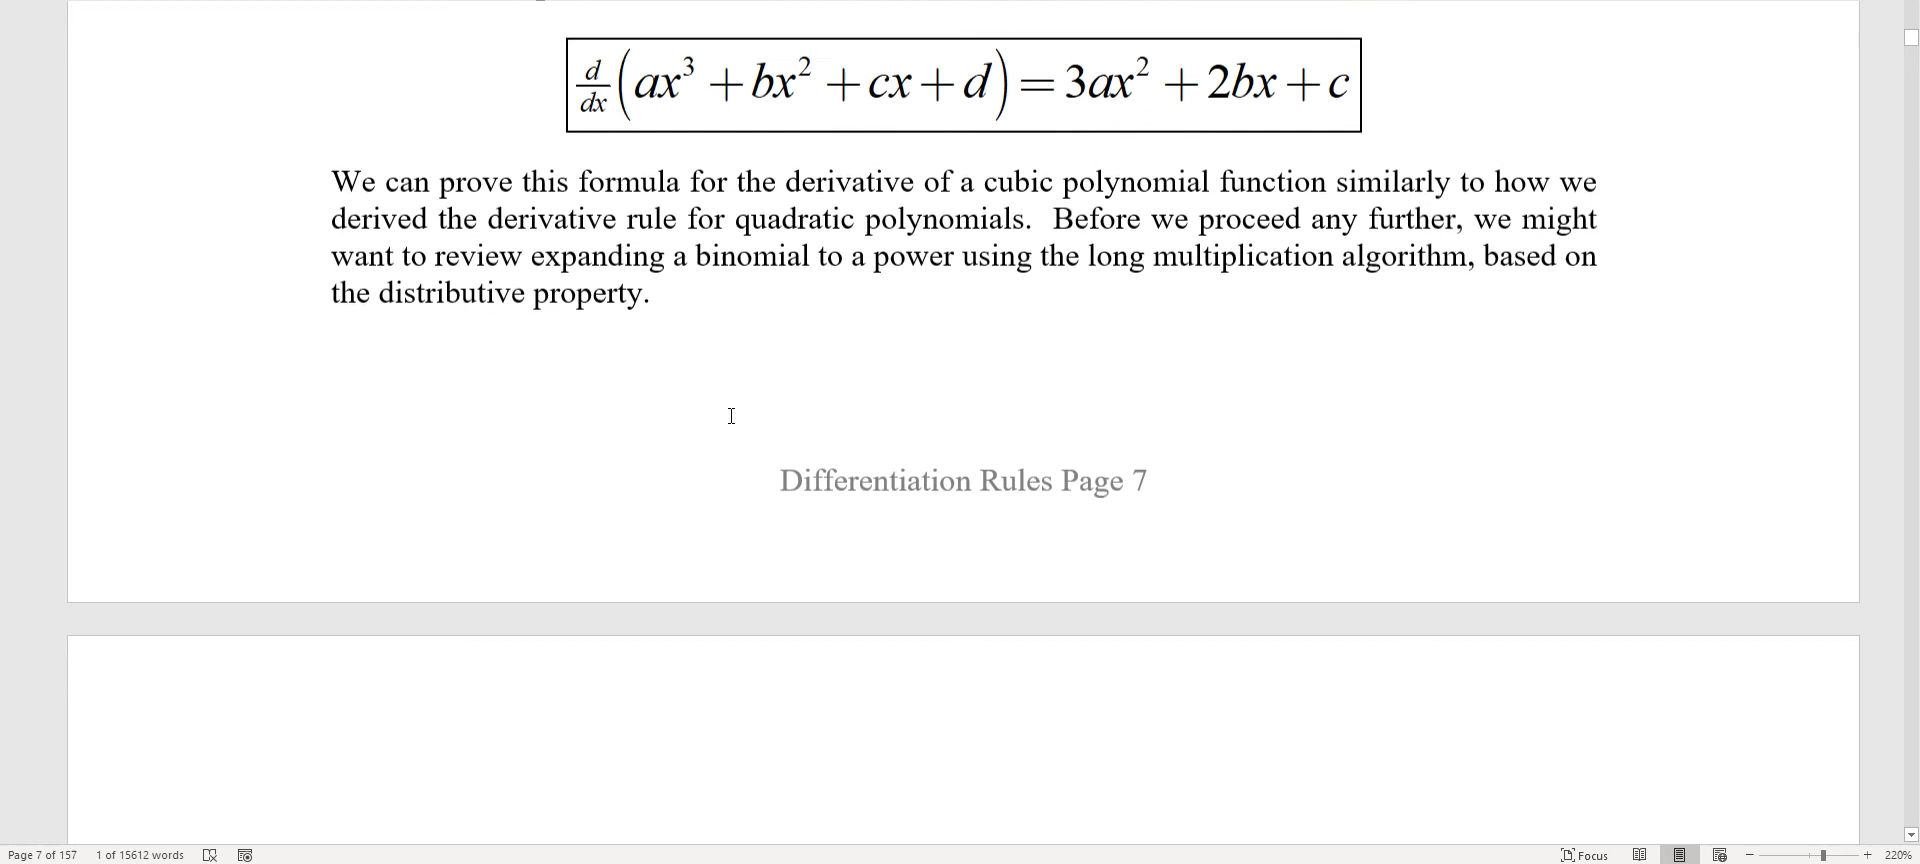 d/dx (ax³ + bx² + cx + d) = 3ax² + 2bx + c
We can prove this formula for the derivative of a cubic polynomial function similarly to how we
derived the derivative rule for quadratic polynomials.  Before we proceed any further, we might
want to review expanding a binomial to a power using the long multiplication algorithm, based on
the distributive property.
Differentiation Rules Page 7
Page 7 of 157 1 of 15612 words Focus 220%